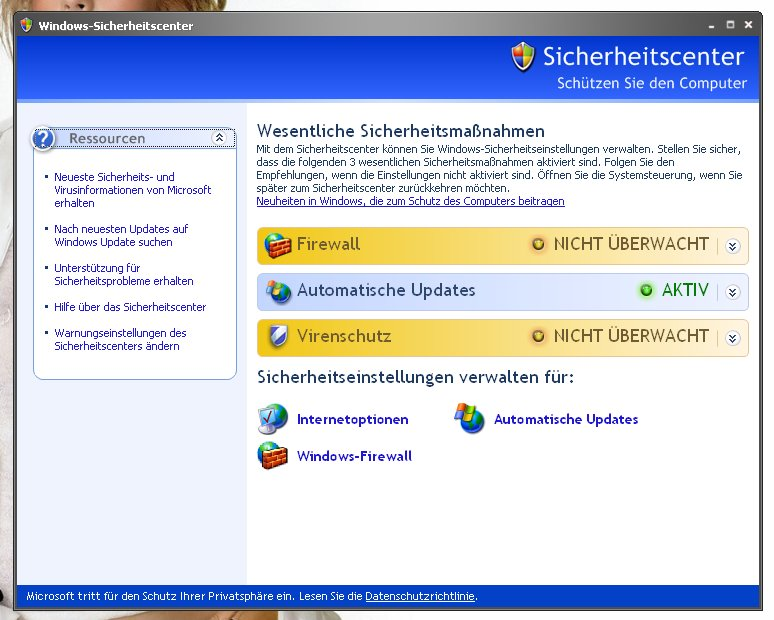 Windows-Sicherheitscenter
Sicherheitscenter
Schützen Sie den Computer
Ressourcen
Neueste Sicherheits- und
Virusinformationen von Microsoft
erhalten
Nach neuesten Updates auf
Windows Update suchen
Unterstützung für
Sicherheitsprobleme erhalten
Hilfe über das Sicherheitscenter
Warnungseinstellungen des
Sicherheitscenters ändern
Wesentliche Sicherheitsmaßnahmen
Mit dem Sicherheitscenter können Sie Windows-Sicherheitseinstellungen verwalten. Stellen Sie sicher,
dass die folgenden 3 wesentlichen Sicherheitsmaßnahmen aktiviert sind. Folgen Sie den
Empfehlungen, wenn die Einstellungen nicht aktiviert sind. Öffnen Sie die Systemsteuerung, wenn Sie
später zum Sicherheitscenter zurückkehren möchten.
Neuheiten in Windows, die zum Schutz des Computers beitragen
Firewall NICHT ÜBERWACHT
Automatische Updates AKTIV
Virenschutz NICHT ÜBERWACHT
Sicherheitseinstellungen verwalten für:
Internetoptionen Automatische Updates
Windows-Firewall
Microsoft tritt für den Schutz Ihrer Privatsphäre ein. Lesen Sie die Datenschutzrichtlinie.